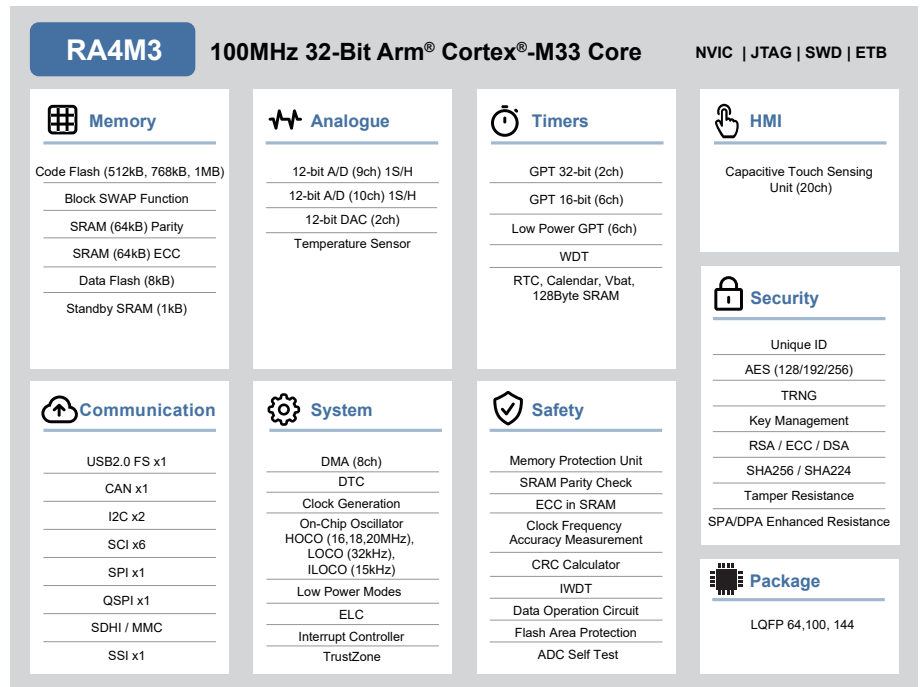 RA4M3
100MHz 32-Bit Arm® Cortex®-M33 Core
NVIC | JTAG | SWD | ETB
Memory
Code Flash (512kB, 768kB, 1MB)
Block SWAP Function
SRAM (64kB) Parity
SRAM (64kB) ECC
Data Flash (8kB)
Standby SRAM (1kB)
Analogue
12-bit A/D (9ch) 1S/H
12-bit A/D (10ch) 1S/H
12-bit DAC (2ch)
Temperature Sensor
Timers
GPT 32-bit (2ch)
GPT 16-bit (6ch)
Low Power GPT (6ch)
WDT
RTC, Calendar, Vbat,
128Byte SRAM
HMI
Capacitive Touch Sensing
Unit (20ch)
Security
Unique ID
AES (128/192/256)
TRNG
Key Management
RSA / ECC / DSA
SHA256 / SHA224
Tamper Resistance
SPA/DPA Enhanced Resistance
Communication
USB2.0 FS x1
CAN x1
I2C x2
SCI x6
SPI x1
QSPI x1
SDHI / MMC
SSI x1
System
DMA (8ch)
DTC
Clock Generation
On-Chip Oscillator
HOCO (16,18,20MHz),
LOCO (32kHz),
ILOCO (15kHz)
Low Power Modes
ELC
Interrupt Controller
TrustZone
Safety
Memory Protection Unit
SRAM Parity Check
ECC in SRAM
Clock Frequency
Accuracy Measurement
CRC Calculator
IWDT
Data Operation Circuit
Flash Area Protection
ADC Self Test
Package
LQFP 64,100, 144